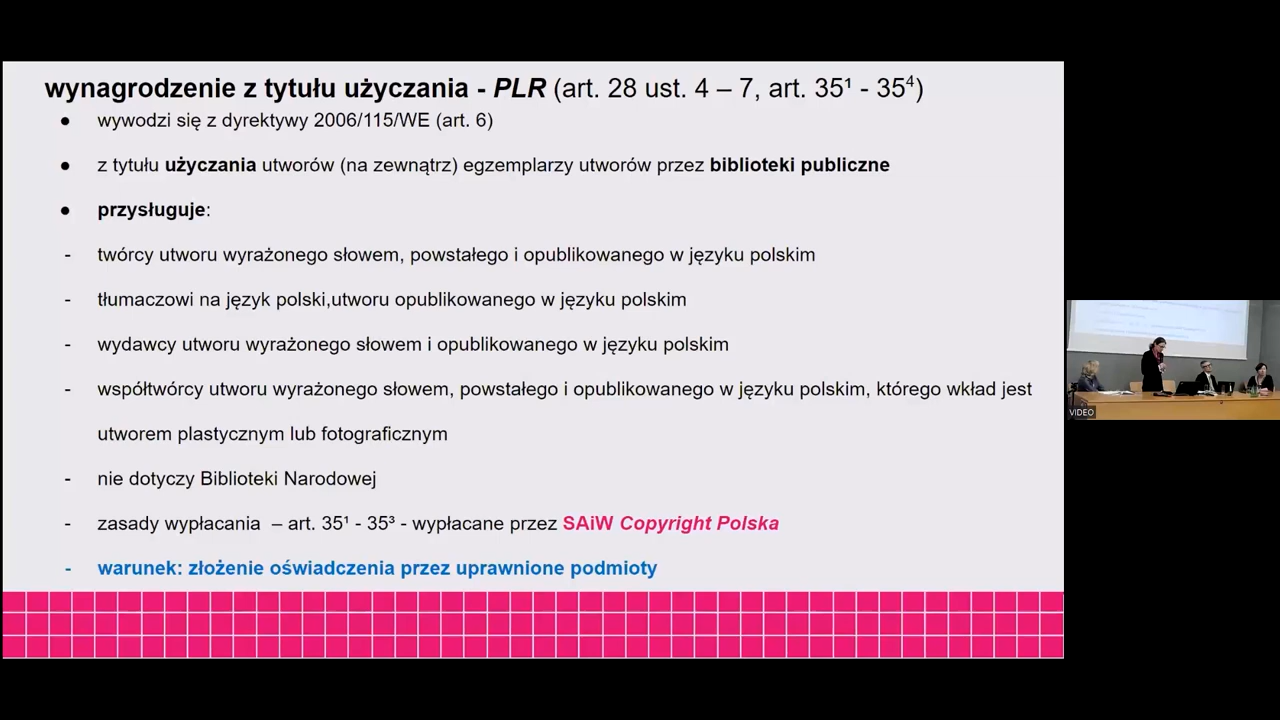 wynagrodzenie z tytułu użyczania - PLR (art. 28 ust. 4 – 7, art. 35¹ - 35⁴)
● wywodzi się z dyrektywy 2006/115/WE (art. 6)
● z tytułu użyczania utworów (na zewnątrz) egzemplarzy utworów przez biblioteki publiczne
● przysługuje:
- twórcy utworu wyrażonego słowem, powstałego i opublikowanego w języku polskim
- tłumaczowi na język polski,utworu opublikowanego w języku polskim
- wydawcy utworu wyrażonego słowem i opublikowanego w języku polskim
- współtwórcy utworu wyrażonego słowem, powstałego i opublikowanego w języku polskim, którego wkład jest
utworem plastycznym lub fotograficznym
- nie dotyczy Biblioteki Narodowej
- zasady wypłacania – art. 35¹ - 35³ - wypłacane przez SAiW Copyright Polska
- warunek: złożenie oświadczenia przez uprawnione podmioty
VIDEO